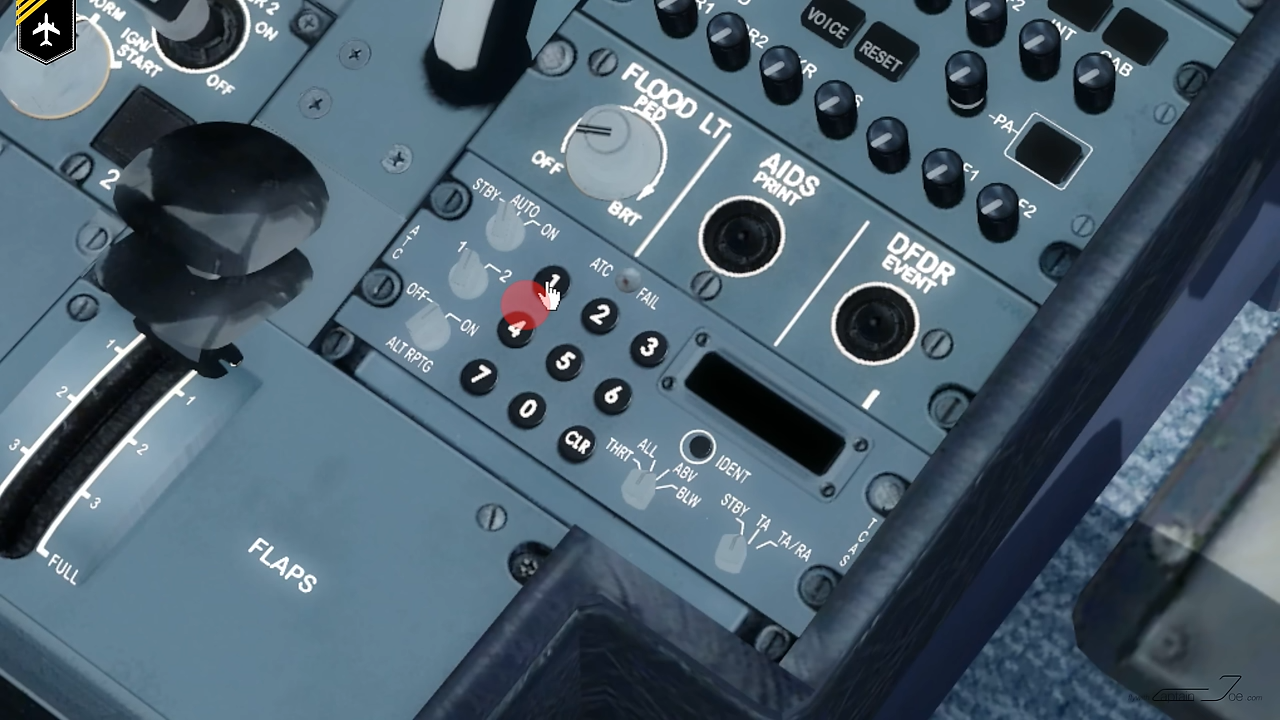 NORM
IGN/
START
ON
OFF
R1
R2
VOICE
RESET
PA
FLOOD LT
PED
OFF
BRT
AIDS
PRINT
DFDR
EVENT
2
STBY AUTO ON
ATC
1 2
OFF ON
ALT RPTG
ATC FAIL
1 2 3
4 5 6
7 0 CLR
THRT ALL ABV BLW
IDENT
STBY TA TA/RA
TCAS
1 1
2 2
3 3
FULL
FLAPS